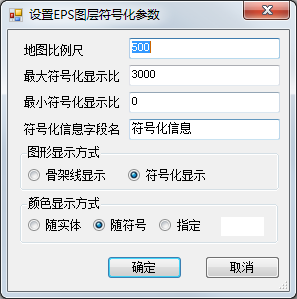 设置EPS图层符号化参数
地图比例尺 500
最大符号化显示比 3000
最小符号化显示比 0
符号化信息字段名 符号化信息
图形显示方式
骨架线显示 符号化显示
颜色显示方式
随实体 随符号 指定
确定 取消